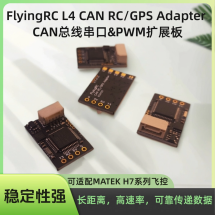 FlyingRC L4 CAN RC/GPS Adapter
CAN总线串口&PWM扩展板
可适配MATEK H7系列飞控
稳定性强
长距离，高速率，可靠传递数据